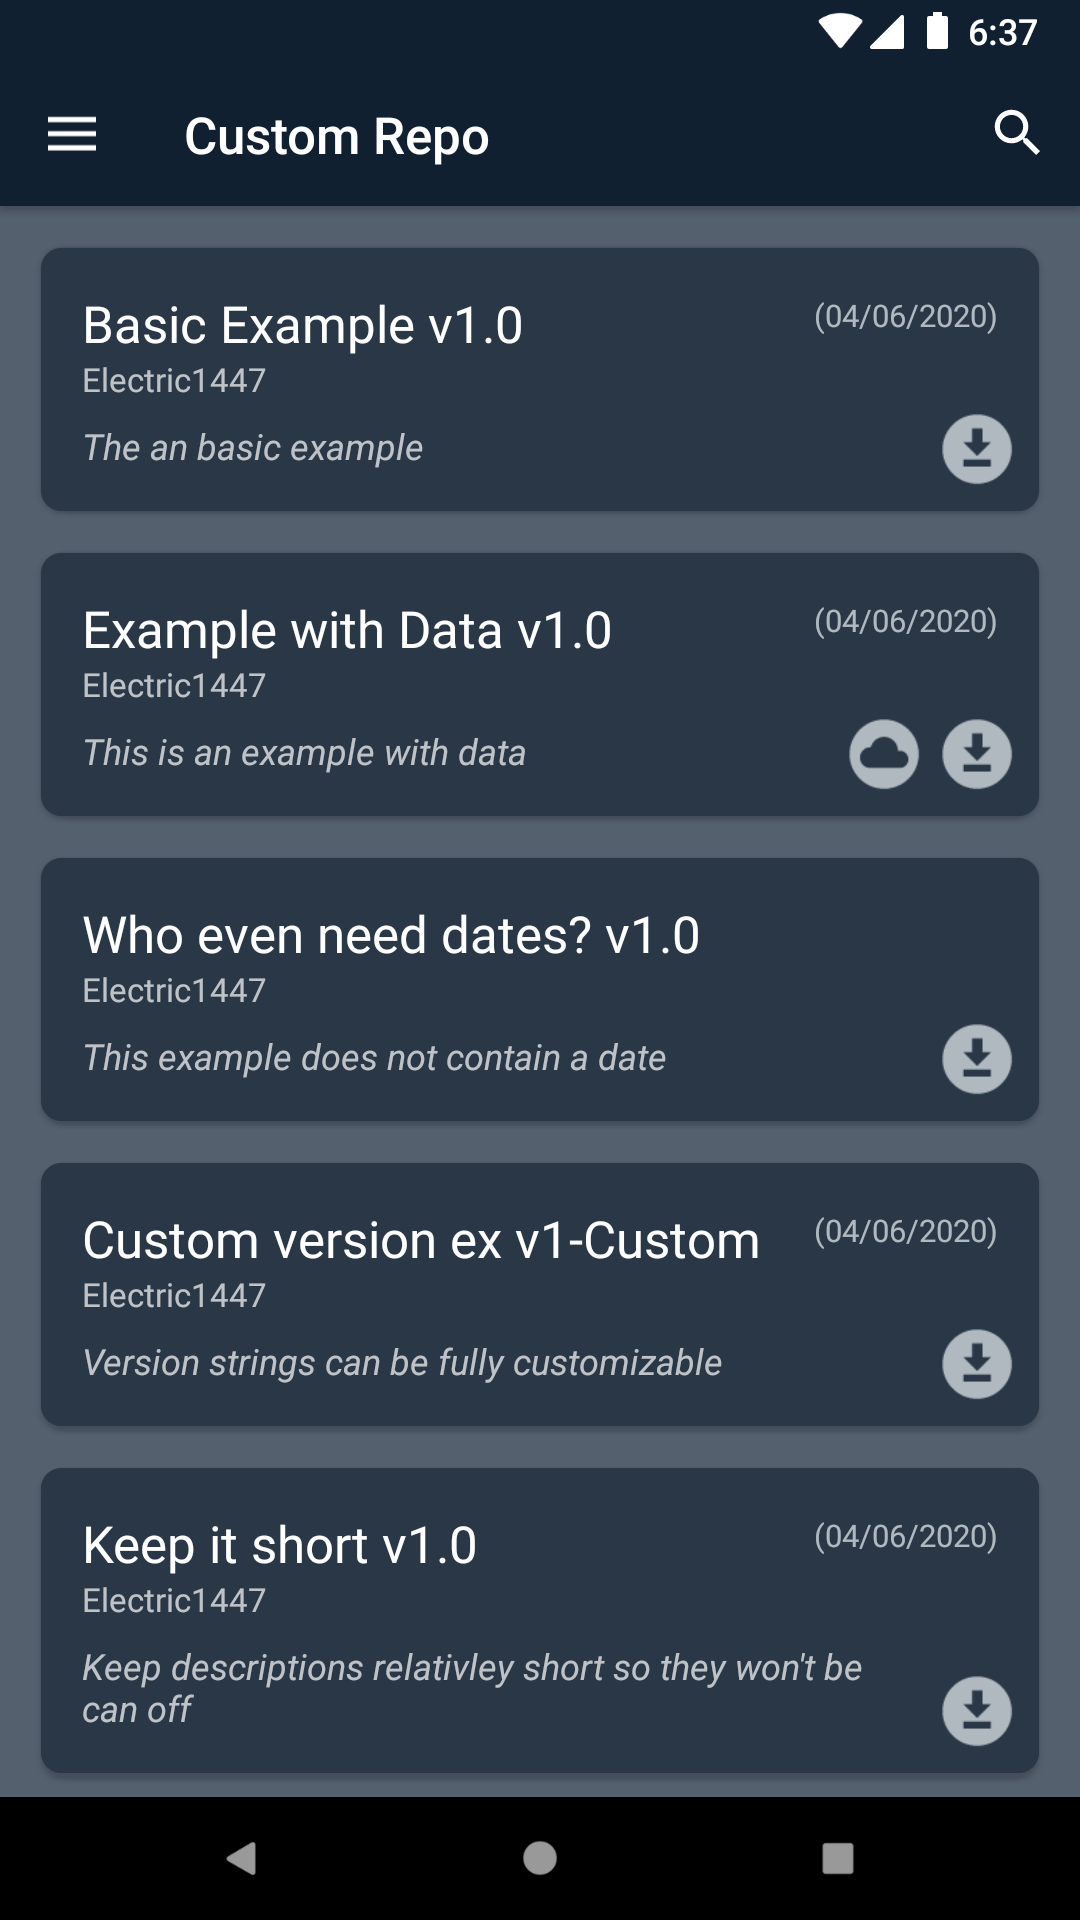 6:37
Custom Repo
Basic Example v1.0
(04/06/2020)
Electric1447
The an basic example
Example with Data v1.0
(04/06/2020)
Electric1447
This is an example with data
Who even need dates? v1.0
Electric1447
This example does not contain a date
Custom version ex v1-Custom
(04/06/2020)
Electric1447
Version strings can be fully customizable
Keep it short v1.0
(04/06/2020)
Electric1447
Keep descriptions relativley short so they won't be
can off